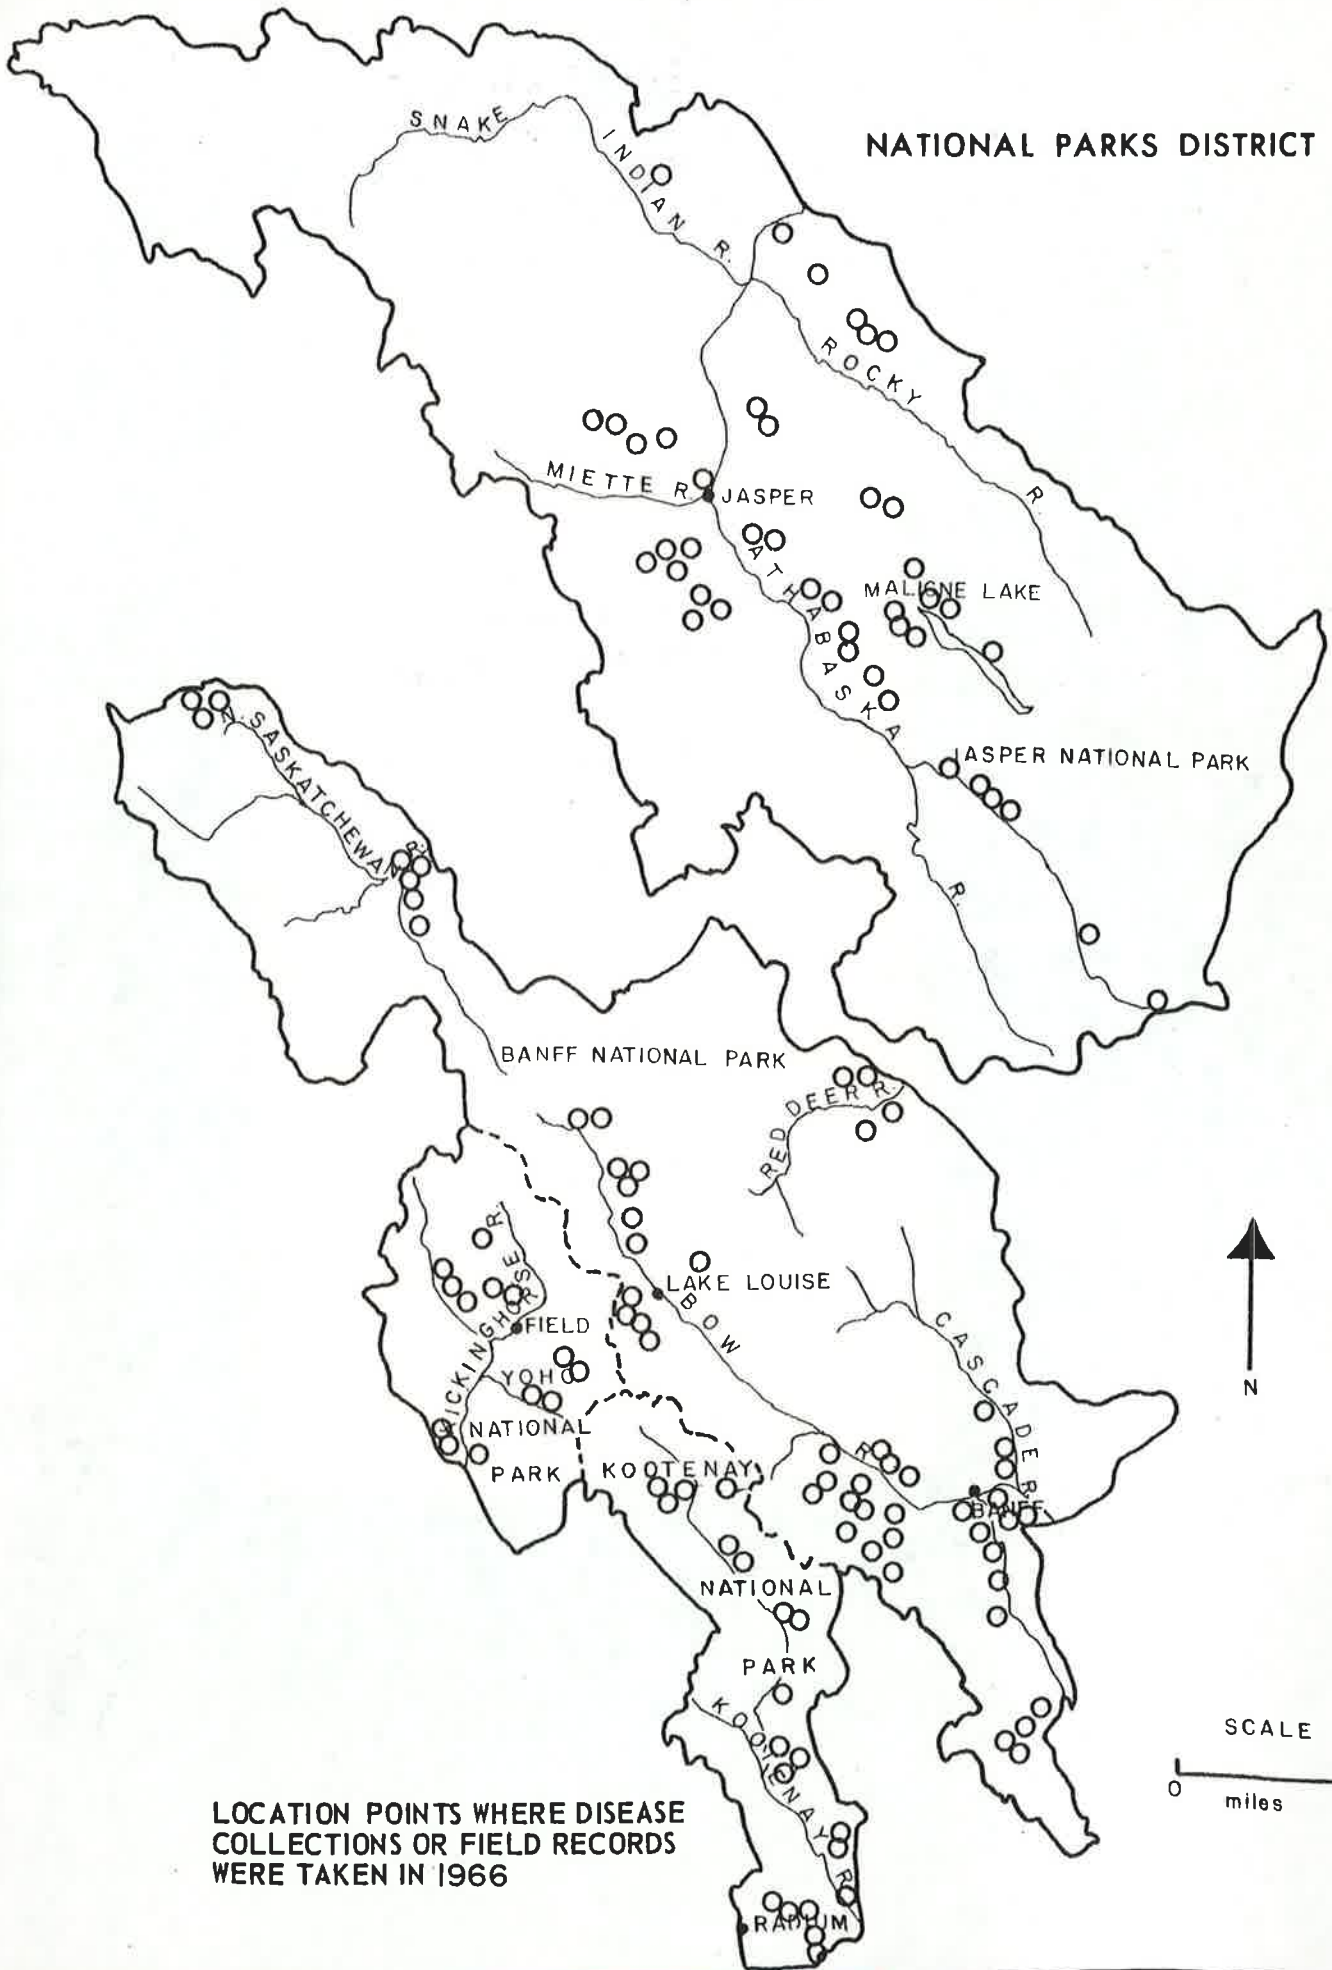 NATIONAL PARKS DISTRICT
SNAKE INDIAN R.
ROCKY R.
MIETTE R.
JASPER
MALIGNE LAKE
ATHABASKA R.
JASPER NATIONAL PARK
N. SASKATCHEWAN R.
BANFF NATIONAL PARK
RED DEER R.
LAKE LOUISE
BOW R.
CASCADE R.
KICKINGHORSE R.
FIELD
YOHO
NATIONAL
PARK
KOOTENAY
NATIONAL
PARK
BANFF
KOOTENAY R.
RADIUM
N
SCALE
0
miles
LOCATION POINTS WHERE DISEASE
COLLECTIONS OR FIELD RECORDS
WERE TAKEN IN 1966